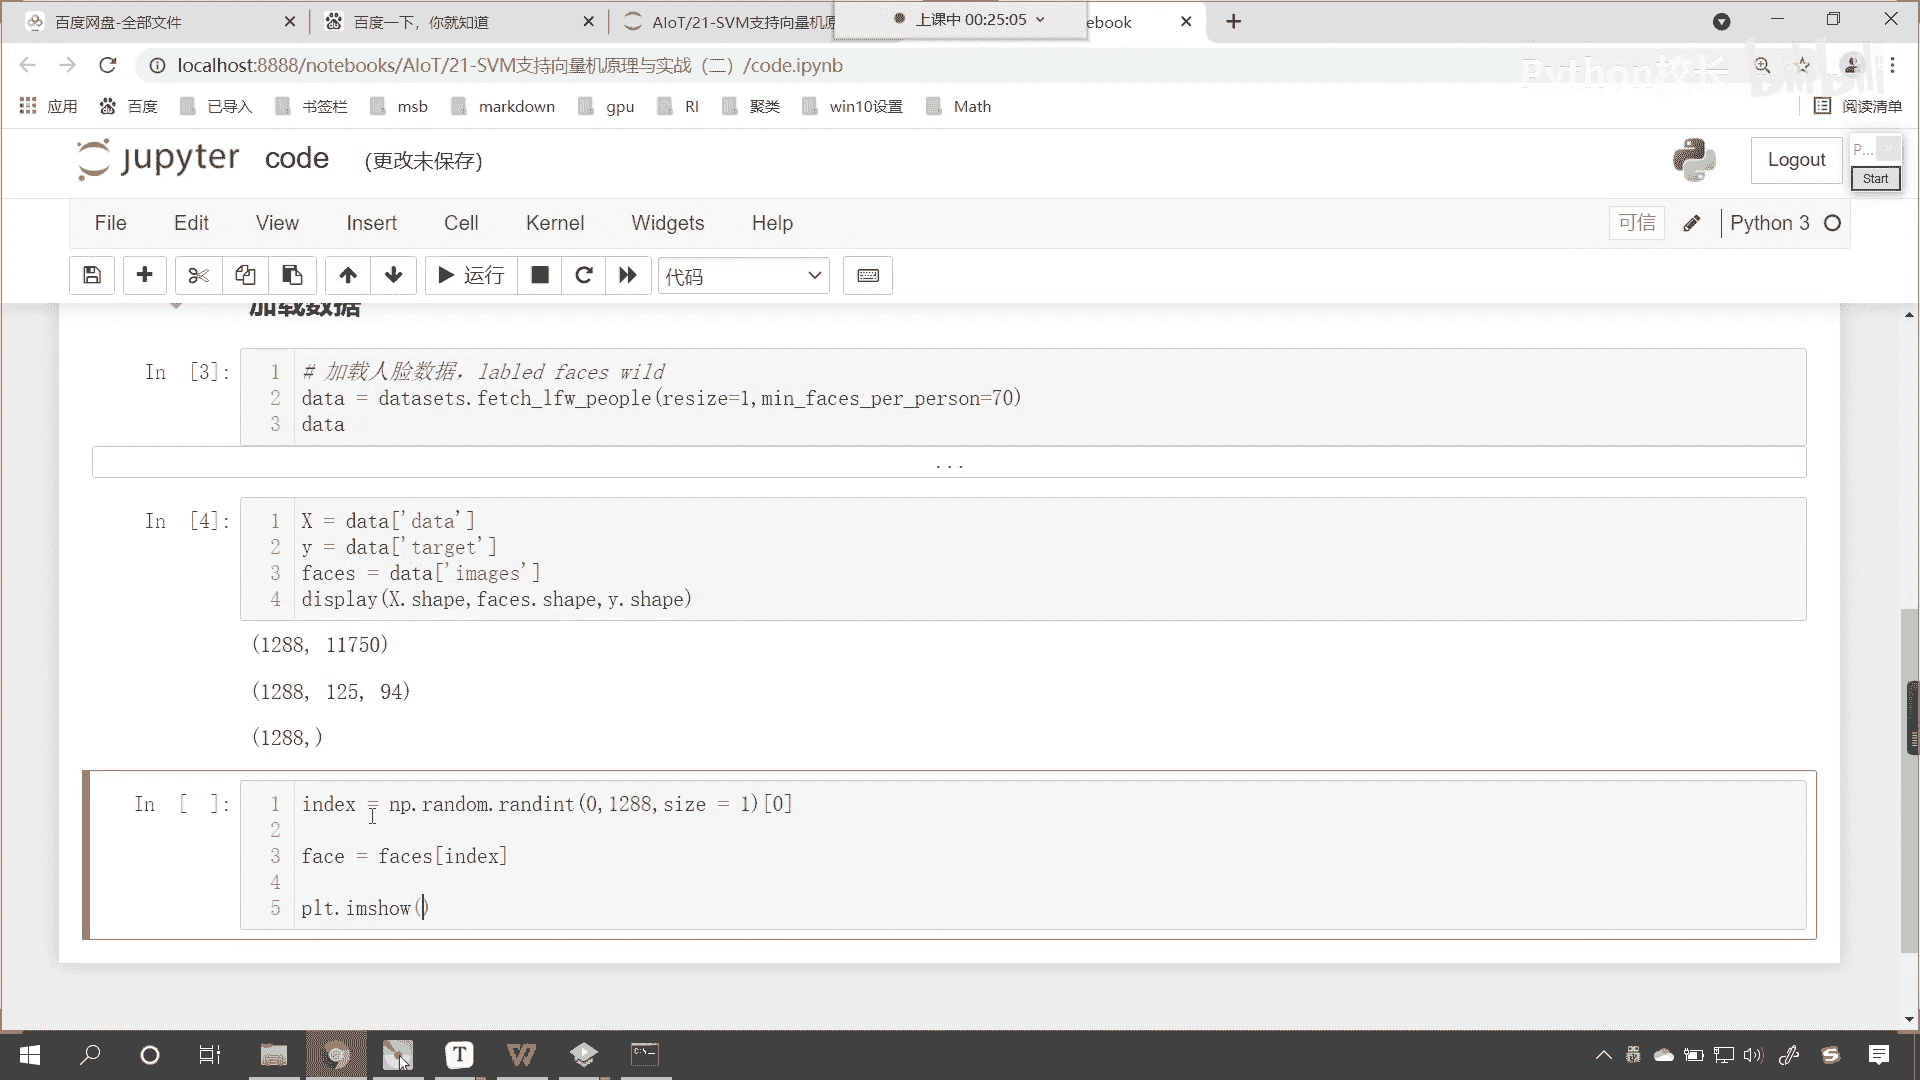 百度网盘-全部文件
百度一下，你就知道
AIoT/21-SVM支持向量机原
上课中 00:25:05
ebook
localhost:8888/notebooks/AIoT/21-SVM支持向量机原理与实战（二）/code.ipynb
Python校长 bilibili
应用
百度
已导入
书签栏
msb
markdown
gpu
RI
聚类
win10设置
Math
阅读清单
jupyter code (更改未保存)
Logout
P...
Start
File Edit View Insert Cell Kernel Widgets Help
可信
Python 3
运行
代码
加载数据
In [3]:
1 # 加载人脸数据，labled faces wild
2 data = datasets.fetch_lfw_people(resize=1,min_faces_per_person=70)
3 data
...
In [4]:
1 X = data['data']
2 y = data['target']
3 faces = data['images']
4 display(X.shape,faces.shape,y.shape)
(1288, 11750)
(1288, 125, 94)
(1288,)
In [ ]:
1 index = np.random.randint(0,1288,size = 1)[0]
2
3 face = faces[index]
4
5 plt.imshow()